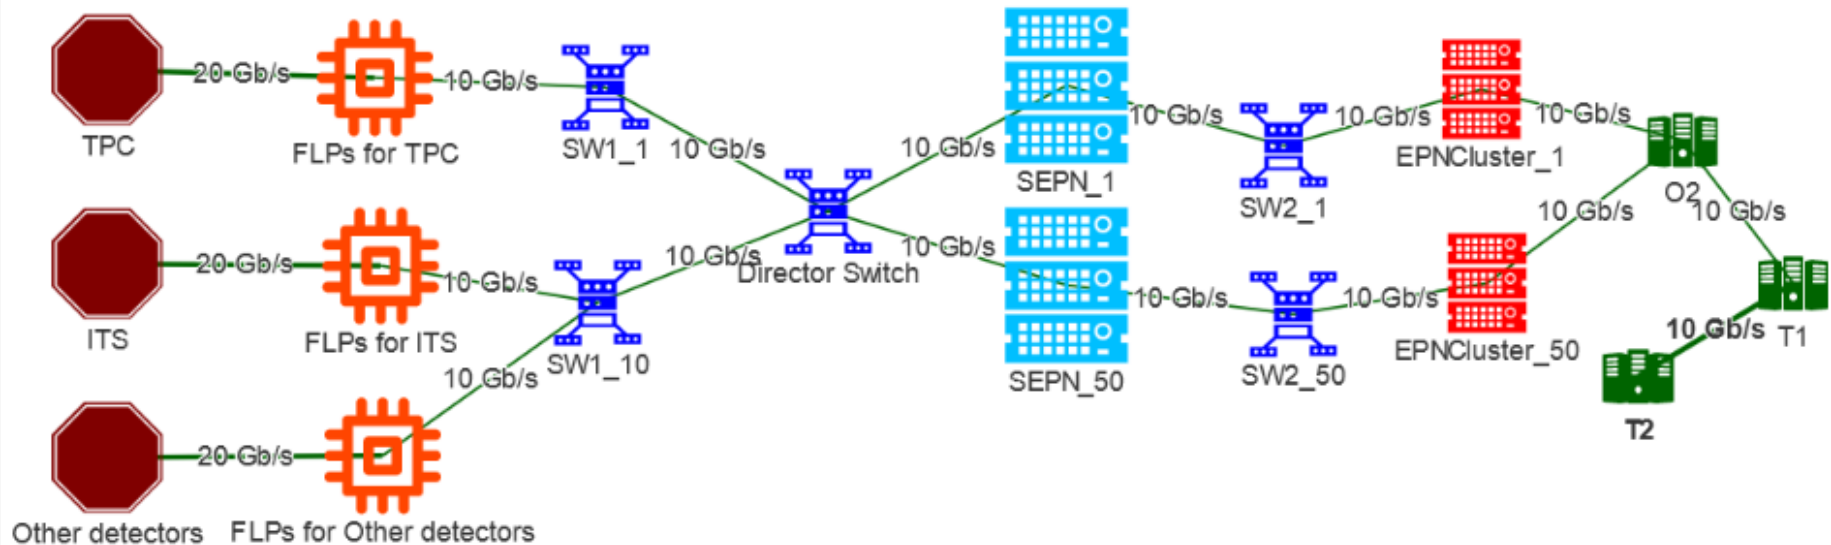 20 Gb/s
10 Gb/s
TPC
FLPs for TPC
SW1_1
10 Gb/s
10 Gb/s
SEPN_1
10 Gb/s
SW2_1
10 Gb/s
EPNCluster_1
10 Gb/s
O2
20 Gb/s
10 Gb/s
ITS
FLPs for ITS
SW1_10
10 Gb/s
Director Switch
10 Gb/s
SEPN_50
10 Gb/s
SW2_50
10 Gb/s
EPNCluster_50
10 Gb/s
10 Gb/s
T1
10 Gb/s
T2
10 Gb/s
20 Gb/s
Other detectors
FLPs for Other detectors